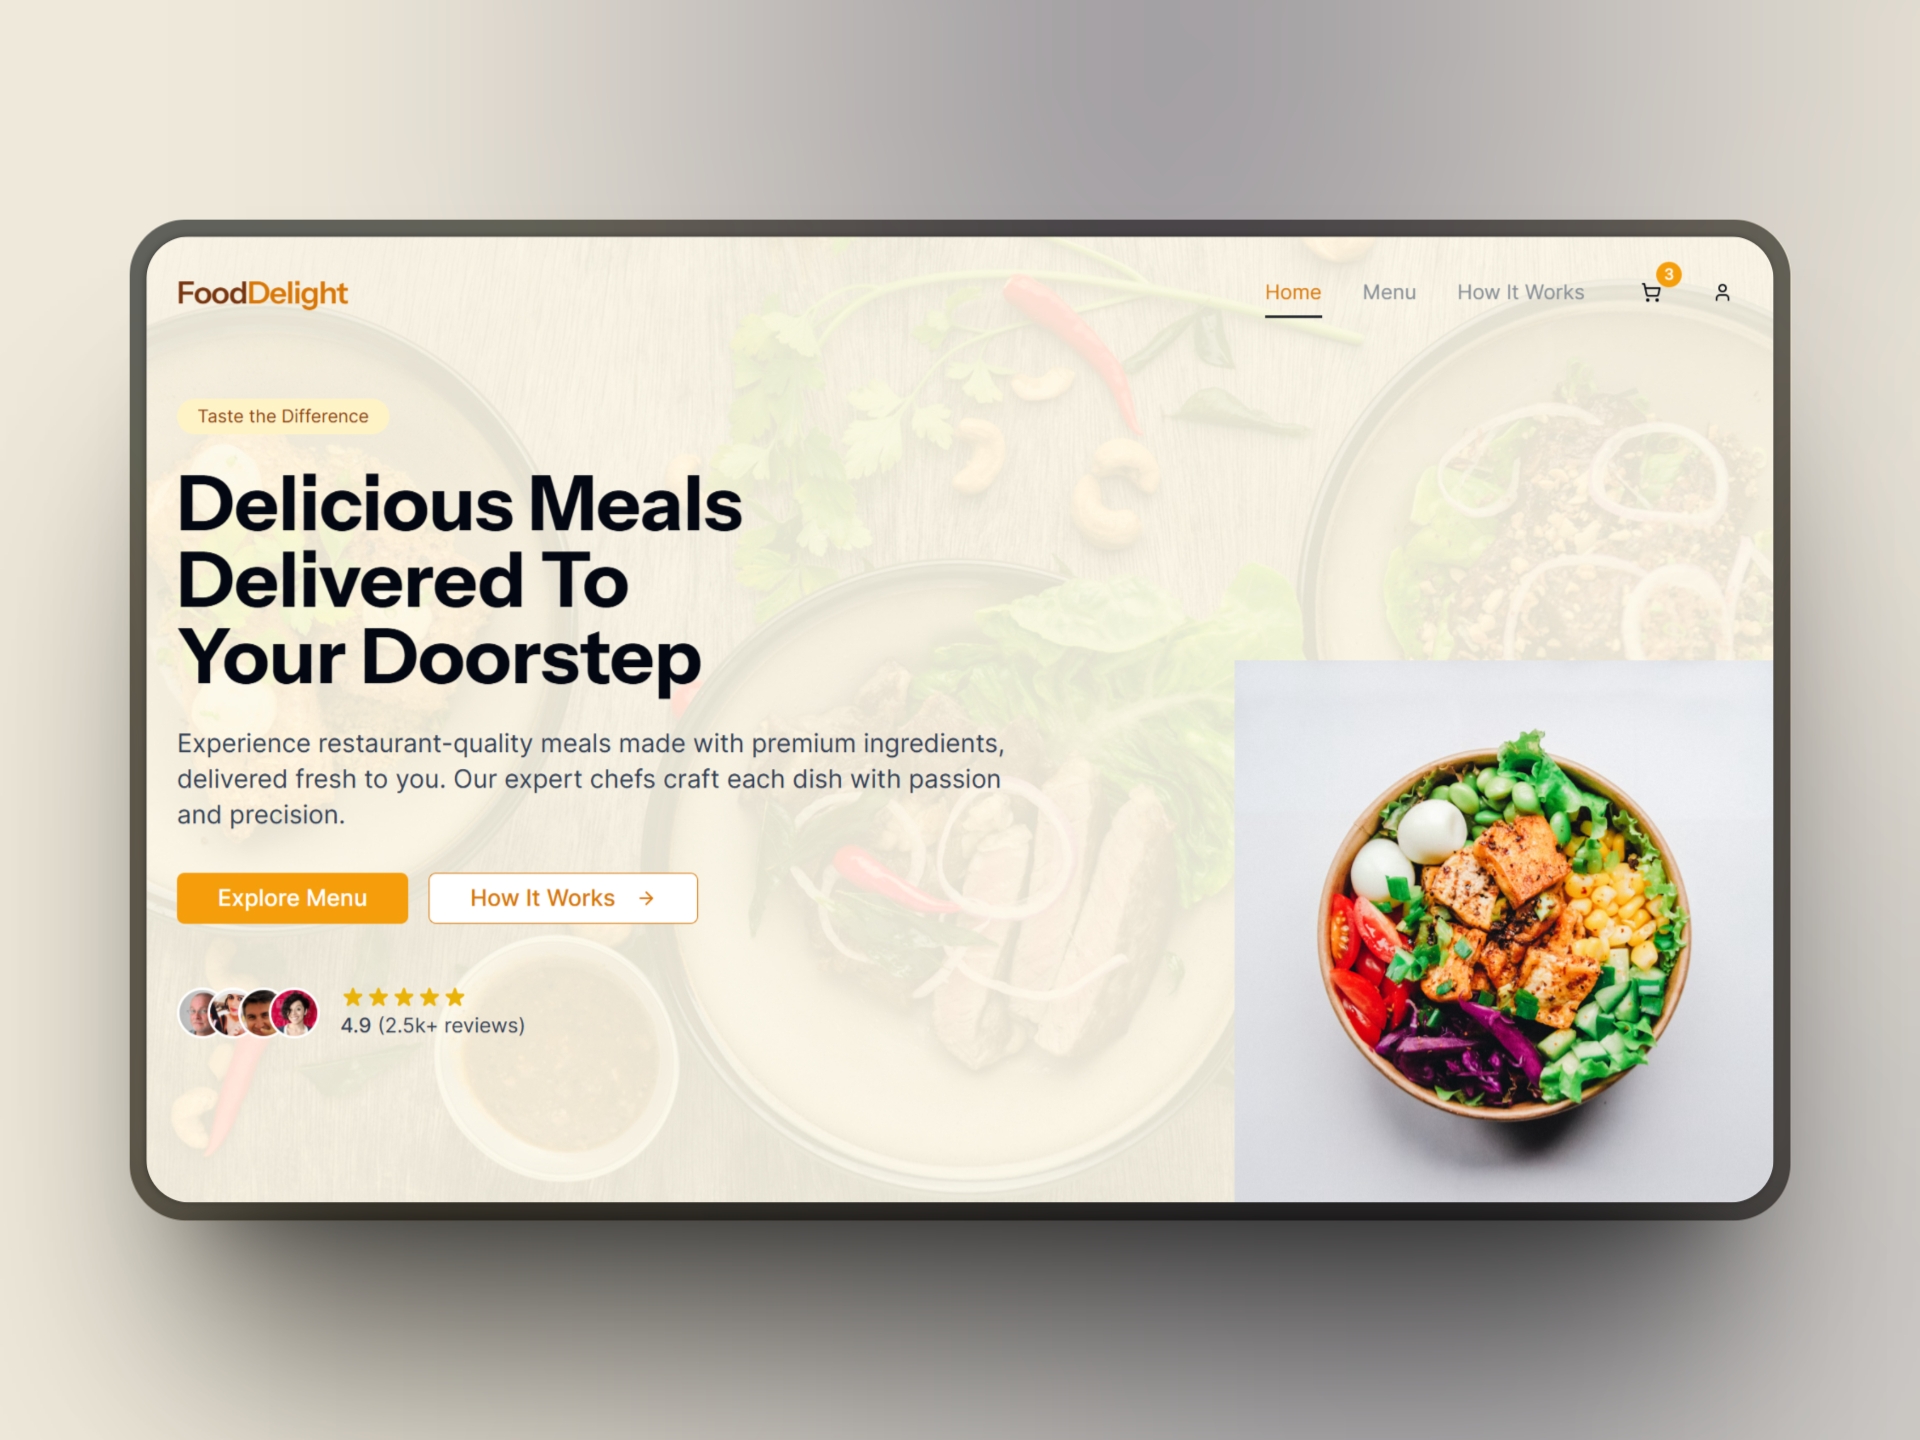 FoodDelight
Home
Menu
How It Works
3
Taste the Difference
Delicious Meals
Delivered To
Your Doorstep
Experience restaurant-quality meals made with premium ingredients,
delivered fresh to you. Our expert chefs craft each dish with passion
and precision.
Explore Menu
How It Works →
4.9 (2.5k+ reviews)